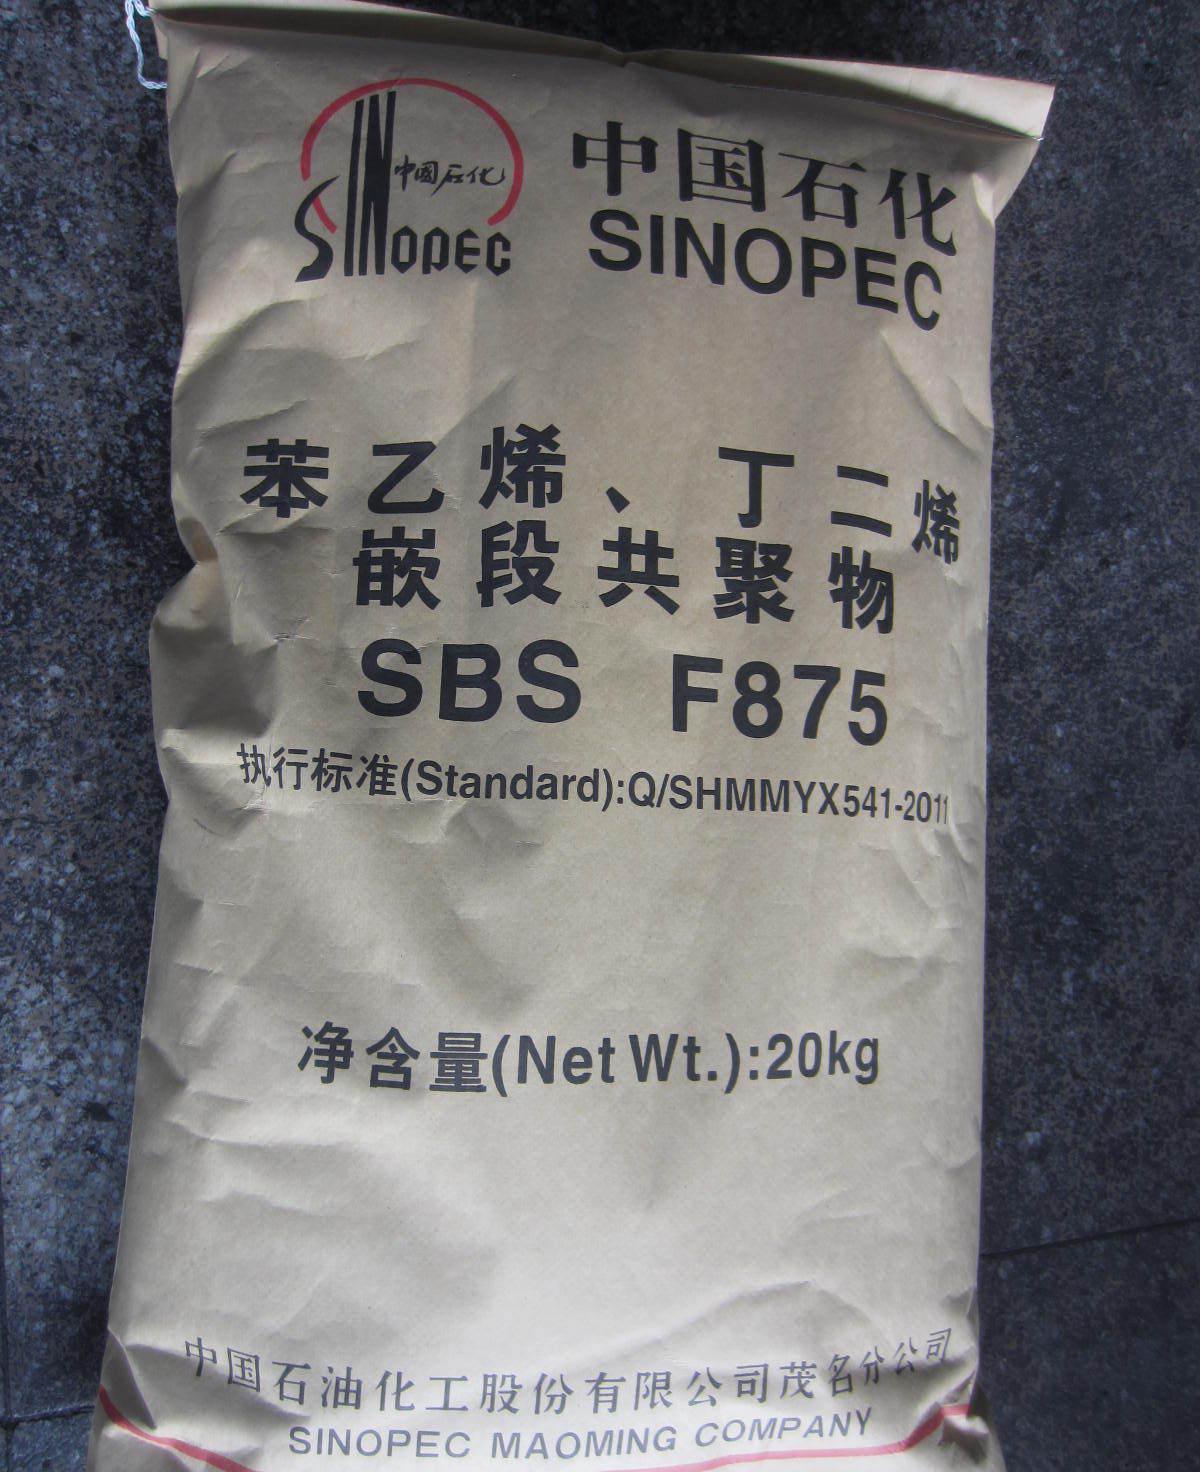 中國石化
SINOPEC
中国石化
SINOPEC
苯乙烯、丁二烯
嵌段共聚物
SBS F875
执行标准(Standard):Q/SHMMYX541-2011
净含量(Net Wt.):20kg
中国石油化工股份有限公司茂名分公司
SINOPEC MAOMING COMPANY